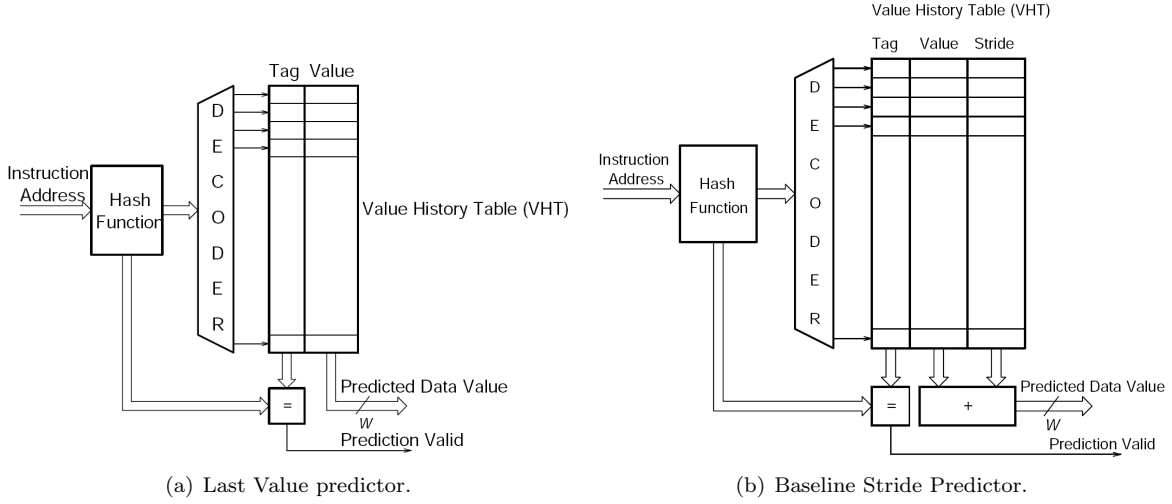 Tag Value
D
E
C
O
D
E
R
Instruction
Address
Hash
Function
Value History Table (VHT)
=
Predicted Data Value
W
Prediction Valid
(a) Last Value predictor.
Value History Table (VHT)
Tag Value Stride
D
E
C
O
D
E
R
Instruction
Address
Hash
Function
=
+
Predicted Data Value
W
Prediction Valid
(b) Baseline Stride Predictor.